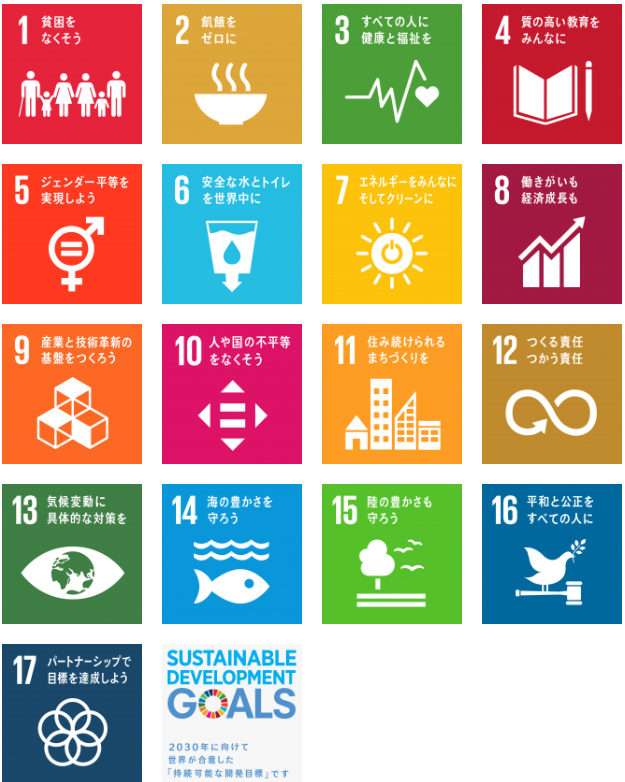 1 貧困を
なくそう
2 飢餓を
ゼロに
3 すべての人に
健康と福祉を
4 質の高い教育を
みんなに
5 ジェンダー平等を
実現しよう
6 安全な水とトイレ
を世界中に
7 エネルギーをみんなに
そしてクリーンに
8 働きがいも
経済成長も
9 産業と技術革新の
基盤をつくろう
10 人や国の不平等
をなくそう
11 住み続けられる
まちづくりを
12 つくる責任
つかう責任
13 気候変動に
具体的な対策を
14 海の豊かさを
守ろう
15 陸の豊かさも
守ろう
16 平和と公正を
すべての人に
17 パートナーシップで
目標を達成しよう
SUSTAINABLE
DEVELOPMENT
GOALS
2030年に向けて
世界が合意した
「持続可能な開発目標」です